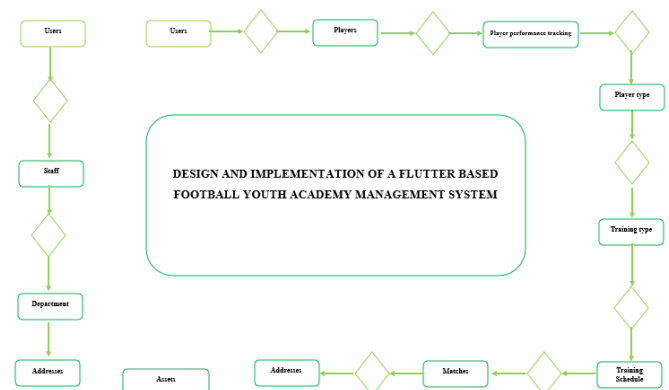 Users
Users
Players
Player performance tracking
Player type
DESIGN AND IMPLEMENTATION OF A FLUTTER BASED
FOOTBALL YOUTH ACADEMY MANAGEMENT SYSTEM
Staff
Training type
Department
Addresses
Assets
Addresses
Matches
Training
Schedule